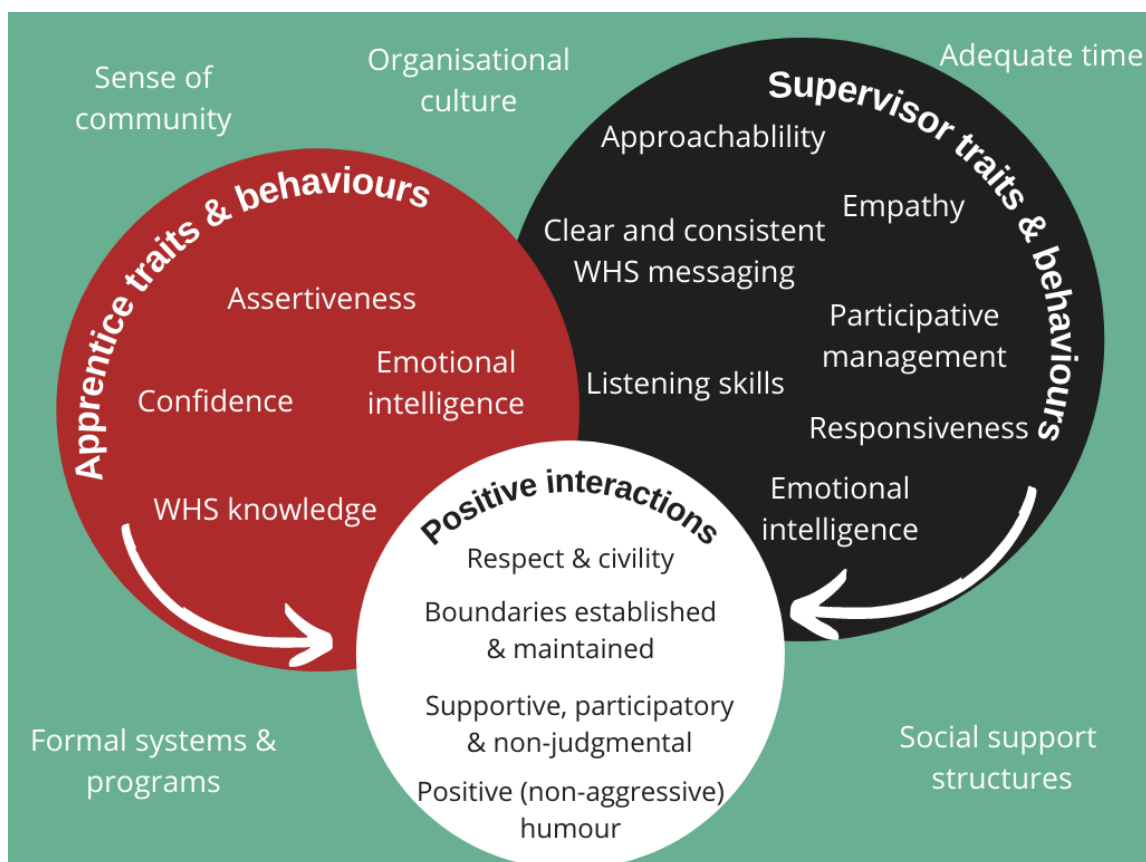 Sense of
community
Organisational
culture
Adequate time
Apprentice traits & behaviours
Assertiveness
Emotional
intelligence
Confidence
WHS knowledge
Supervisor traits & behaviours
Approachablility
Empathy
Clear and consistent
WHS messaging
Participative
management
Listening skills
Responsiveness
Emotional
intelligence
Positive interactions
Respect & civility
Boundaries established
& maintained
Supportive, participatory
& non-judgmental
Positive (non-aggressive)
humour
Formal systems &
programs
Social support
structures